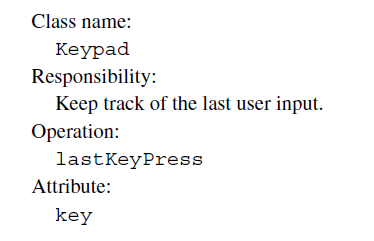 Class name:
Keypad
Responsibility:
Keep track of the last user input.
Operation:
lastKeyPress
Attribute:
key